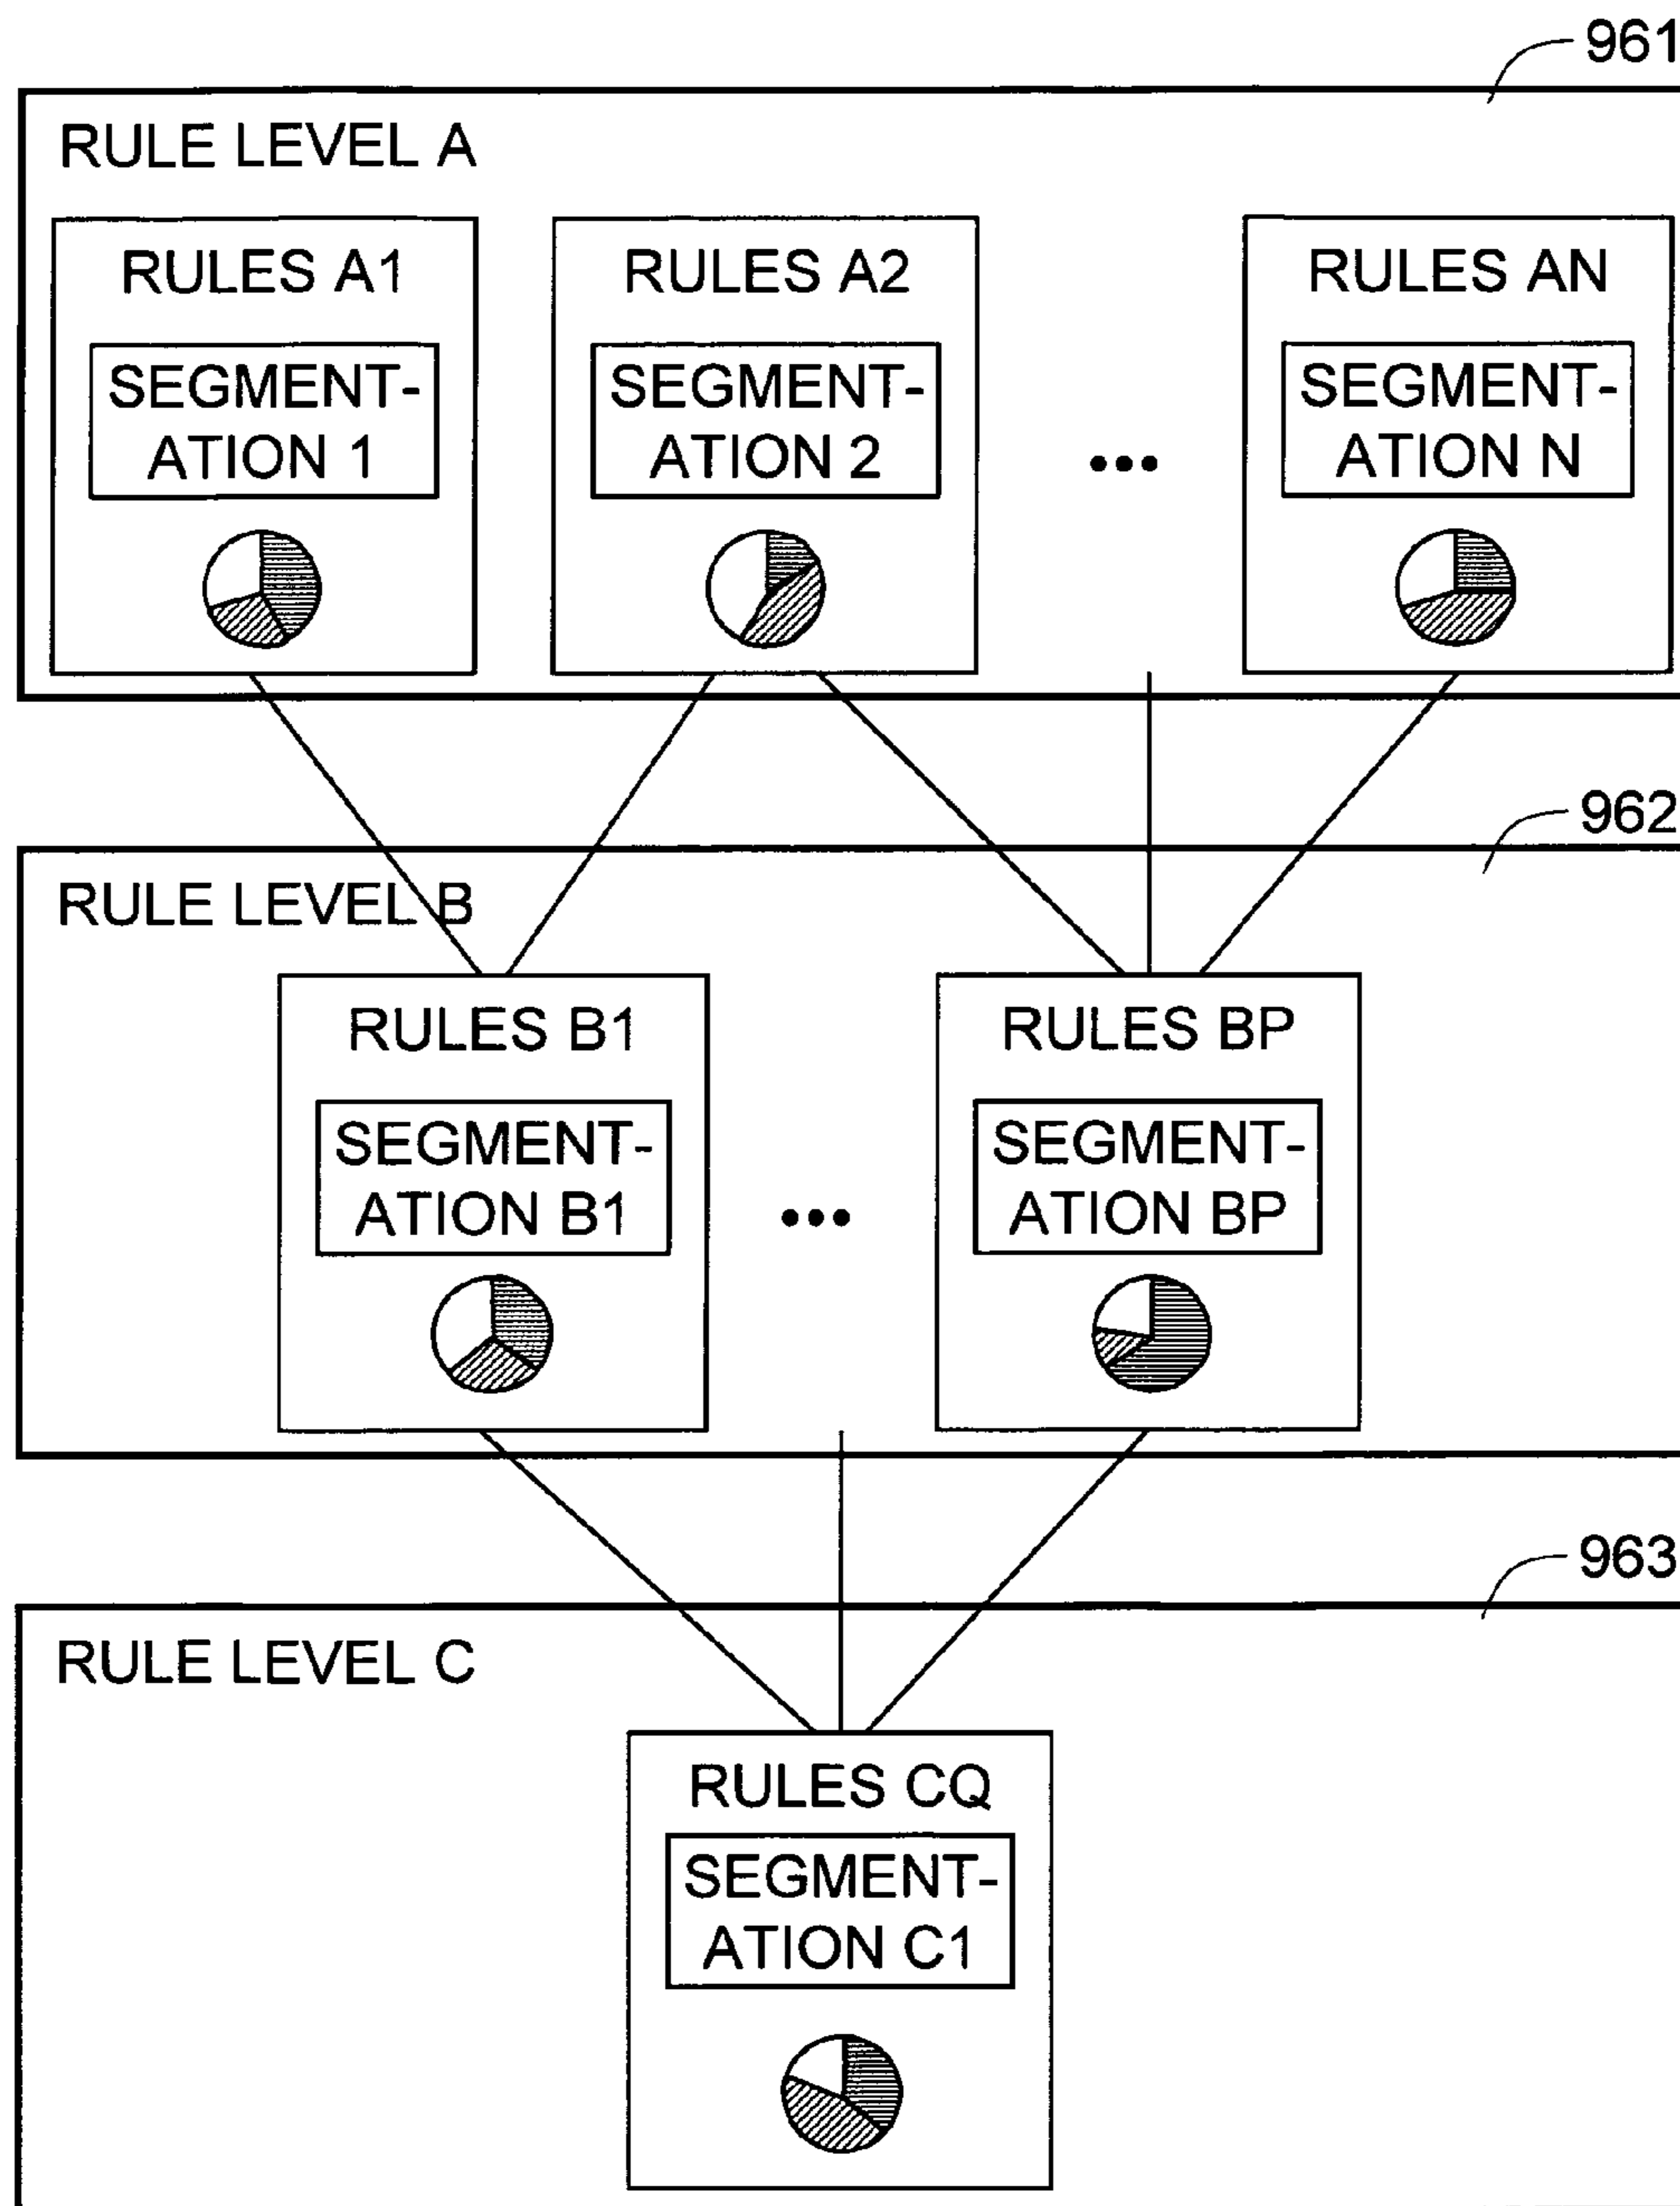 961
RULE LEVEL A
RULES A1
SEGMENT-
ATION 1
RULES A2
SEGMENT-
ATION 2
...
RULES AN
SEGMENT-
ATION N
962
RULE LEVEL B
RULES B1
SEGMENT-
ATION B1
...
RULES BP
SEGMENT-
ATION BP
963
RULE LEVEL C
RULES CQ
SEGMENT-
ATION C1